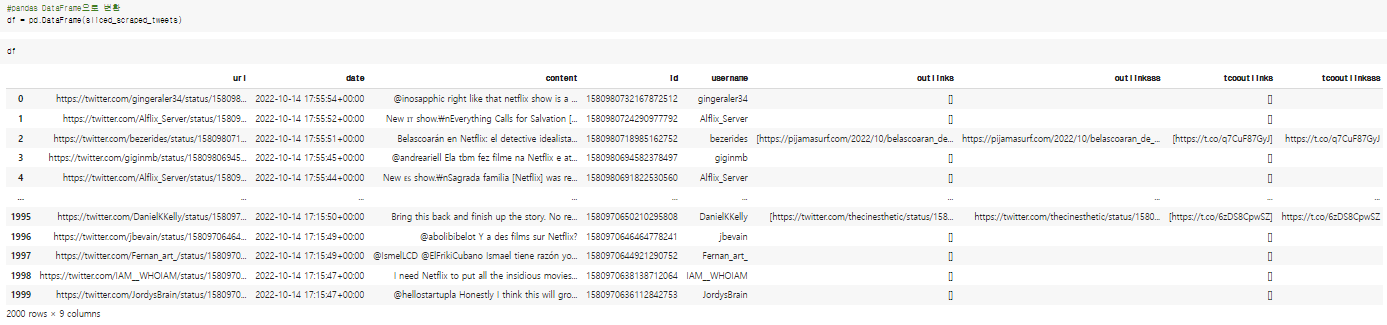 #pandas DataFrame으로 변환
df = pd.DataFrame(sliced_scraped_tweets)
df
url date content id username outlinks outlinksss tcooutlinks tcooutlinksss
0 https://twitter.com/gingeraler34/status/158098... 2022-10-14 17:55:54+00:00 @inosapphic right like that netflix show is a ... 1580980732167872512 gingeraler34 [] []
1 https://twitter.com/Alflix_Server/status/15809... 2022-10-14 17:55:52+00:00 New ɪᴛ show.₩nEverything Calls for Salvation [... 1580980724290977792 Alflix_Server [] []
2 https://twitter.com/bezerides/status/158098071... 2022-10-14 17:55:51+00:00 Belascoarán en Netflix: el detective idealista... 1580980718985162752 bezerides [https://pijamasurf.com/2022/10/belascoaran_de... https://pijamasurf.com/2022/10/belascoaran_de_... [https://t.co/q7CuF87GyJ] https://t.co/q7CuF87GyJ
3 https://twitter.com/giginmb/status/15809806945... 2022-10-14 17:55:45+00:00 @andreariell Ela tbm fez filme na Netflix e at... 1580980694582378497 giginmb [] []
4 https://twitter.com/Alflix_Server/status/15809... 2022-10-14 17:55:44+00:00 New ᴇs show.₩nSagrada familia [Netflix] was re... 1580980691822530560 Alflix_Server [] []
... ... ... ... ... ... ... ... ... ...
1995 https://twitter.com/DanielKKelly/status/158097... 2022-10-14 17:15:50+00:00 Bring this back and finish up the story. No re... 1580970650210295808 DanielKKelly [https://twitter.com/thecinesthetic/status/158... https://twitter.com/thecinesthetic/status/1580... [https://t.co/6zDS8CpwSZ] https://t.co/6zDS8CpwSZ
1996 https://twitter.com/jbevain/status/15809706464... 2022-10-14 17:15:49+00:00 @abolibibelot Y a des films sur Netflix? 1580970646464778241 jbevain [] []
1997 https://twitter.com/Fernan_art_/status/1580970... 2022-10-14 17:15:49+00:00 @IsmelLCD @ElFrikiCubano Ismael tiene razón yo... 1580970644921290752 Fernan_art_ [] []
1998 https://twitter.com/IAM__WHOIAM/status/1580970... 2022-10-14 17:15:47+00:00 I need Netflix to put all the insidious movies... 1580970638138712064 IAM__WHOIAM [] []
1999 https://twitter.com/JordysBrain/status/1580970... 2022-10-14 17:15:47+00:00 @hellostartupla Honestly I think this will gro... 1580970636112842753 JordysBrain [] []
2000 rows × 9 columns